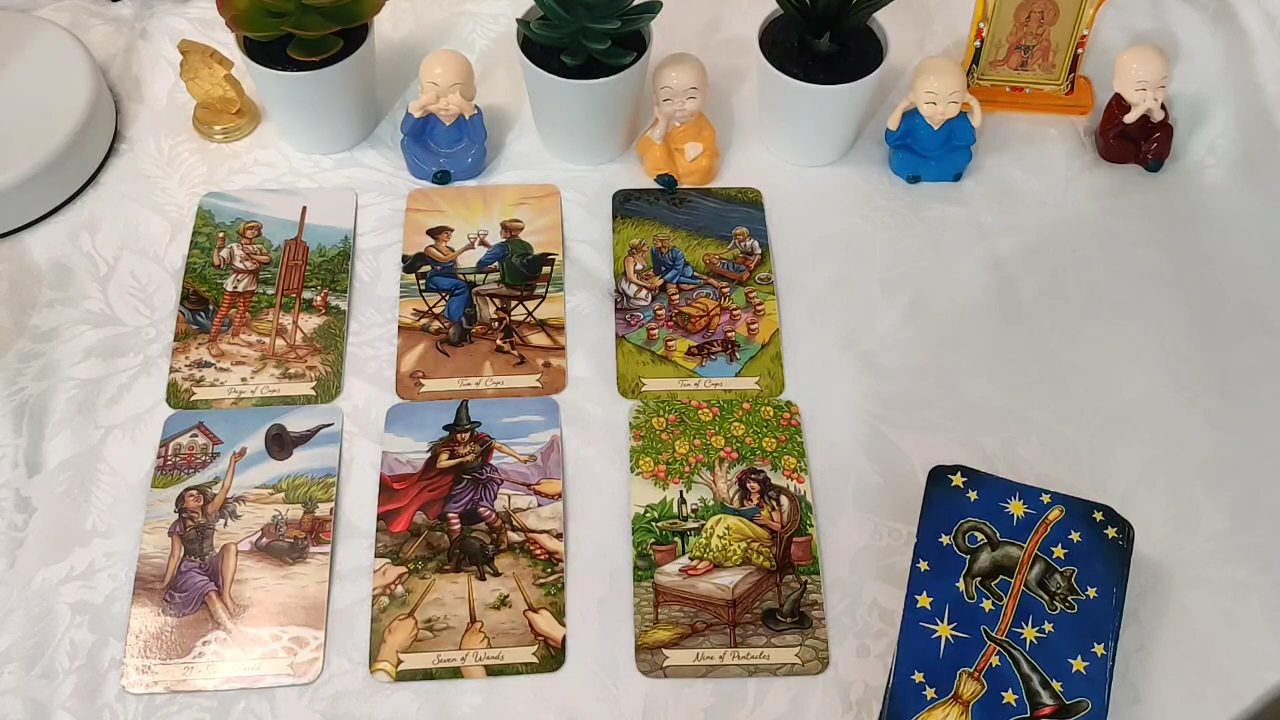 Page of Cups
Two of Cups
Ten of Cups
Seven of Wands
Nine of Pentacles